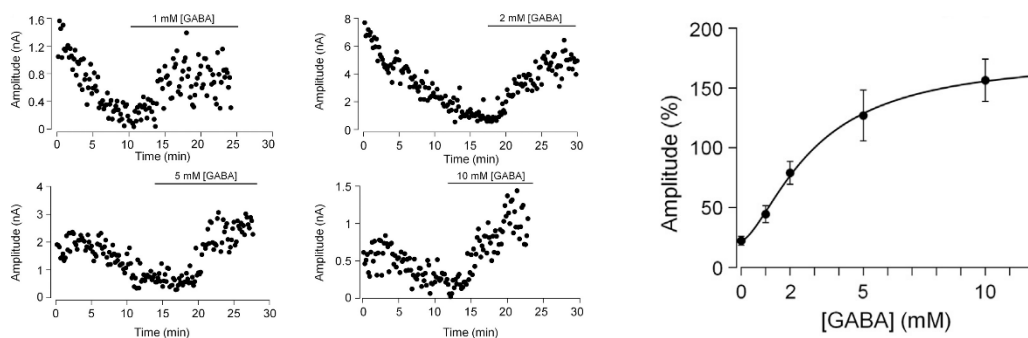 1 mM [GABA]
Amplitude (nA)
1.6
1.2
0.8
0.4
0
0 5 10 15 20 25 30
Time (min)
2 mM [GABA]
Amplitude (nA)
8
6
4
2
0
0 5 10 15 20 25 30
Time (min)
5 mM [GABA]
Amplitude (nA)
4
3
2
1
0
0 5 10 15 20 25 30
Time (min)
10 mM [GABA]
Amplitude (nA)
1.5
1
0.5
0
0 5 10 15 20 25 30
Time (min)
Amplitude (%)
200
150
100
50
0
0 2 5 10
[GABA] (mM)